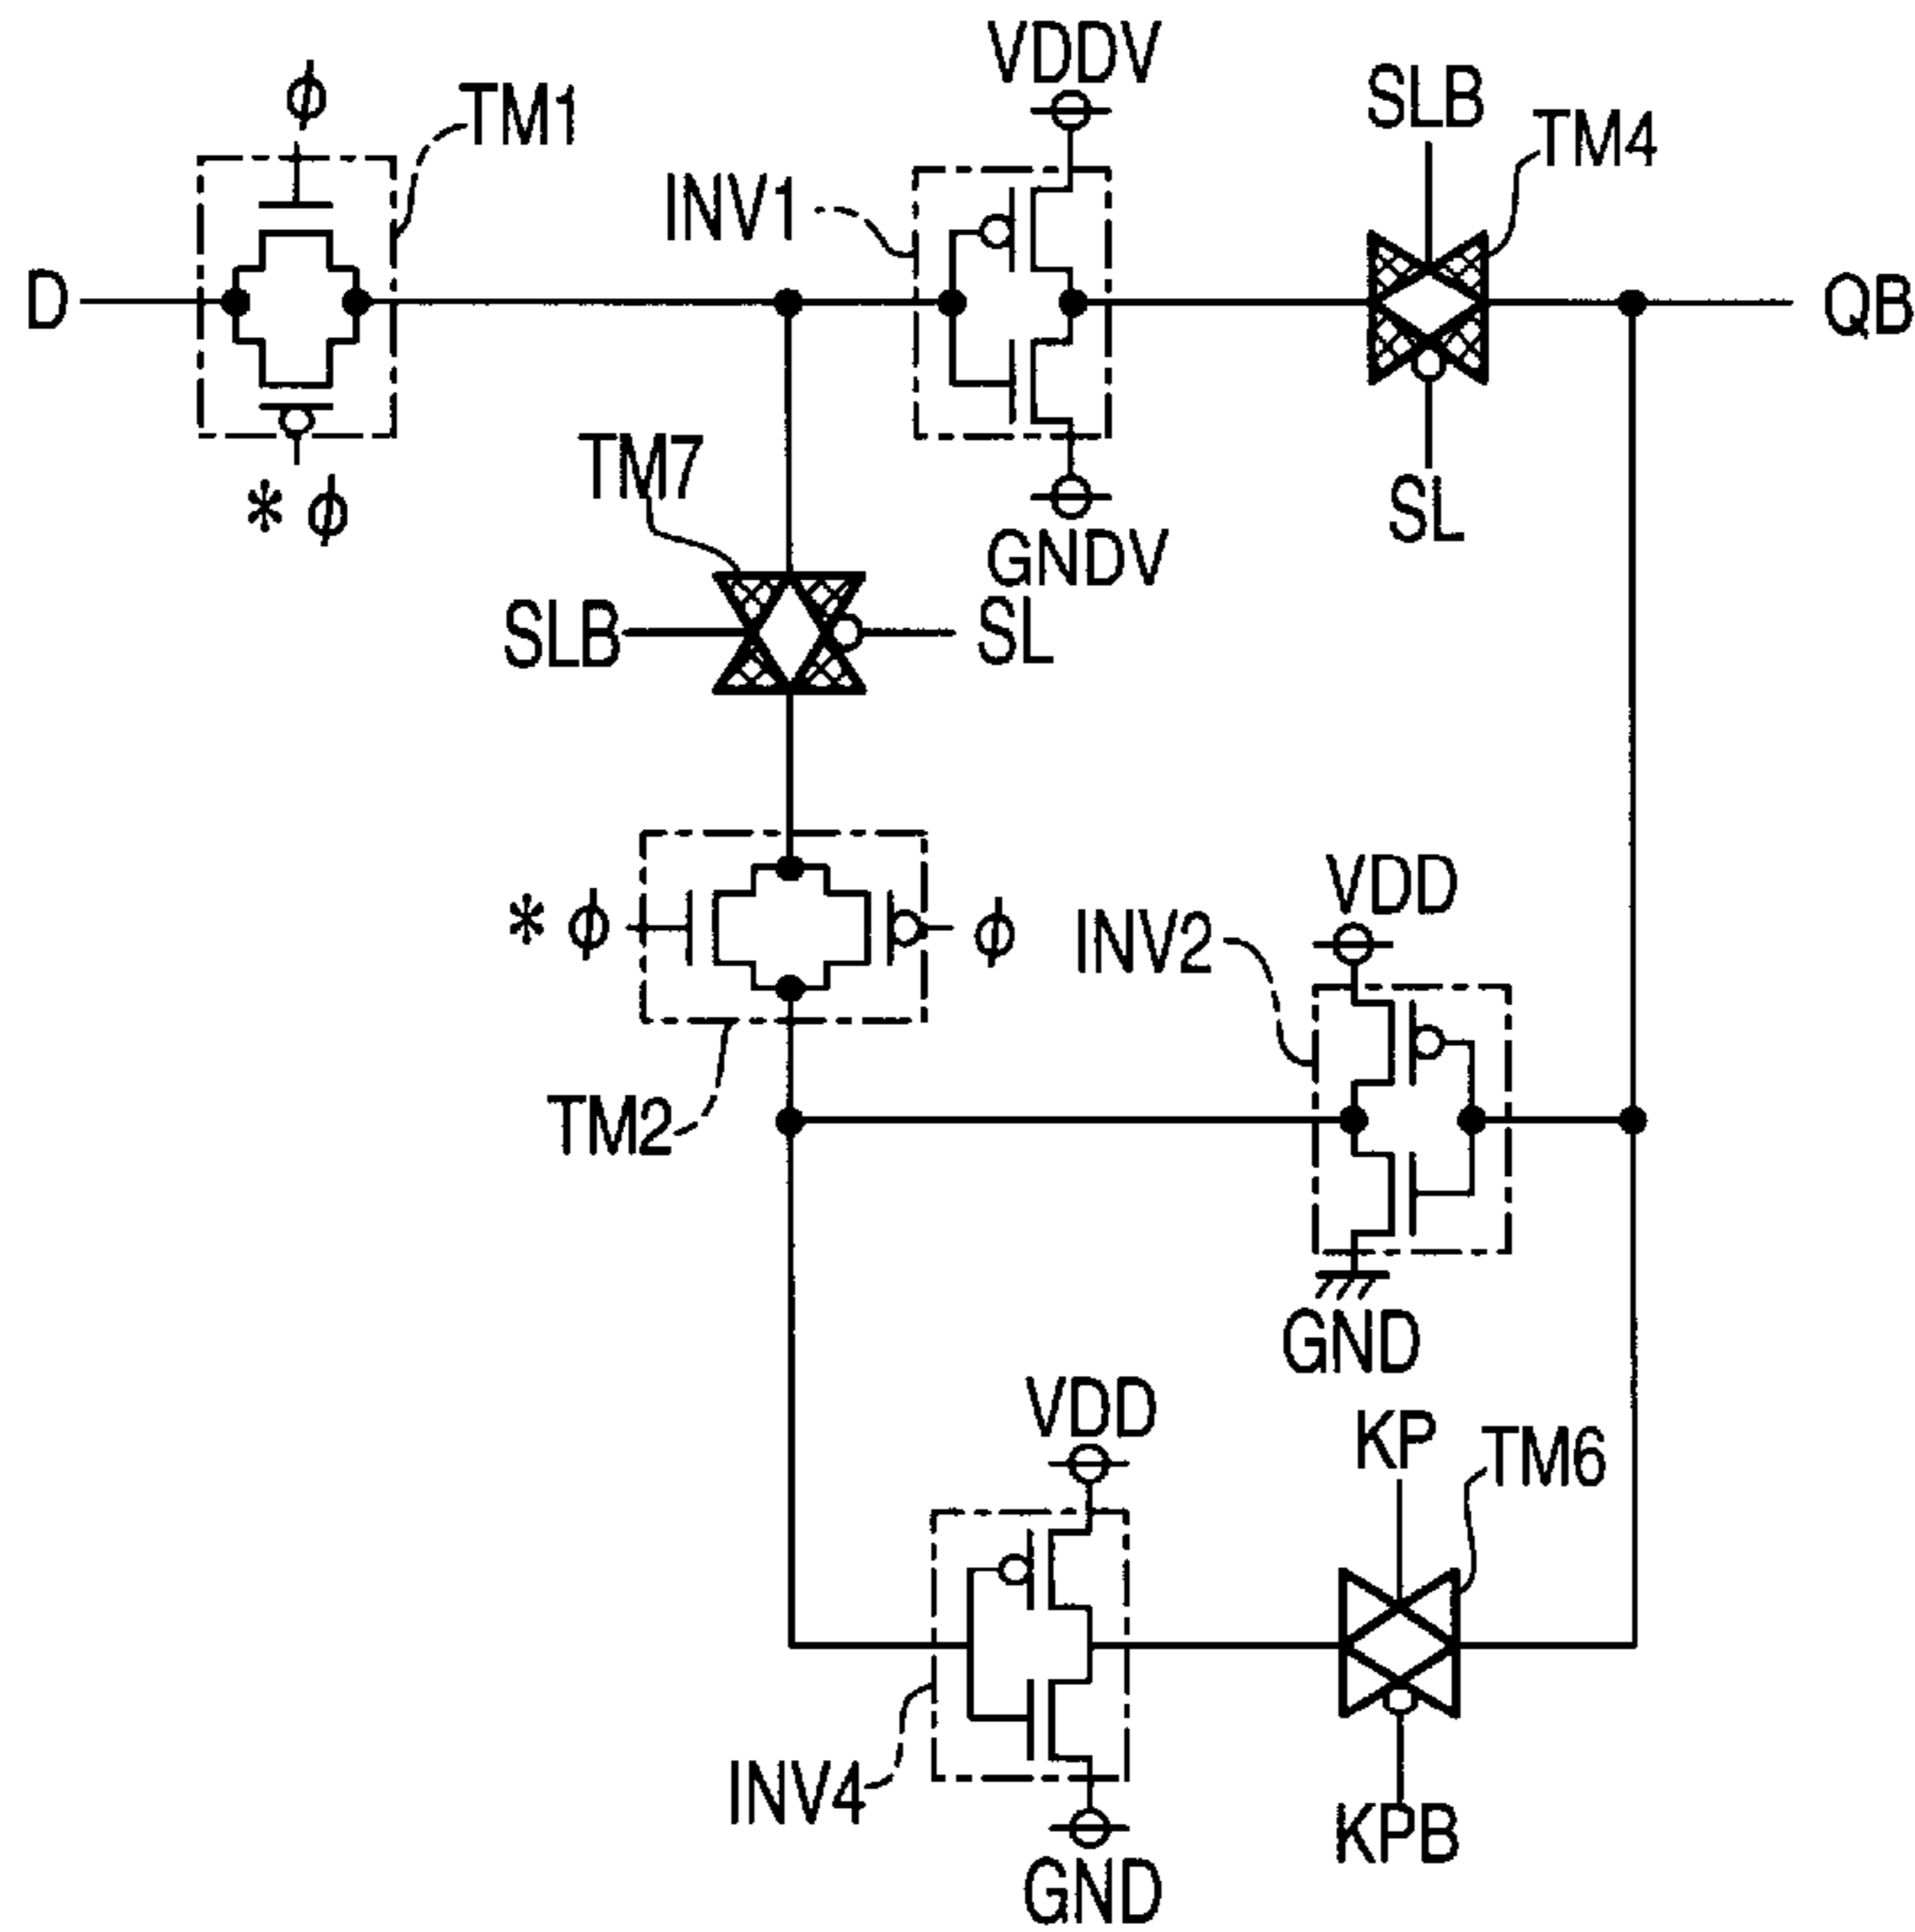 VDDV
SLB
ϕ
TM1
TM4
INV1
D
QB
TM7
SL
* ϕ
GNDV
SLB
SL
VDD
* ϕ
ϕ
INV2
TM2
GND
VDD
KP
TM6
INV4
KPB
GND